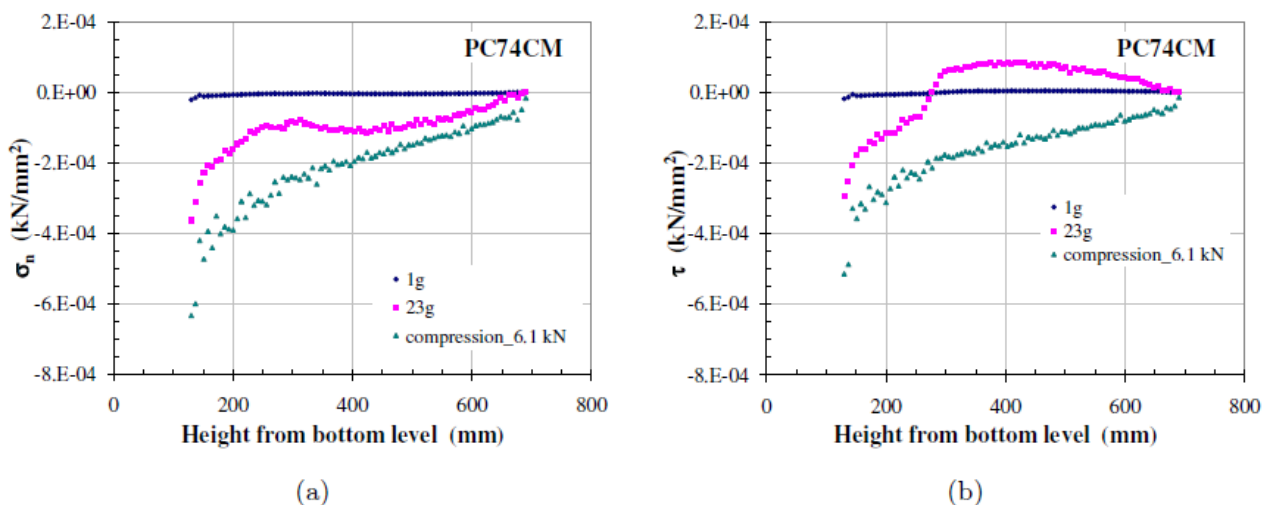 2.E-04
PC74CM
0.E+00
-2.E-04
-4.E-04
-6.E-04
-8.E-04
σn (kN/mm²)
1g
23g
compression_6.1 kN
0
200
400
600
800
Height from bottom level (mm)
(a)
2.E-04
PC74CM
0.E+00
-2.E-04
-4.E-04
-6.E-04
-8.E-04
τ (kN/mm²)
1g
23g
compression_6.1 kN
0
200
400
600
800
Height from bottom level (mm)
(b)